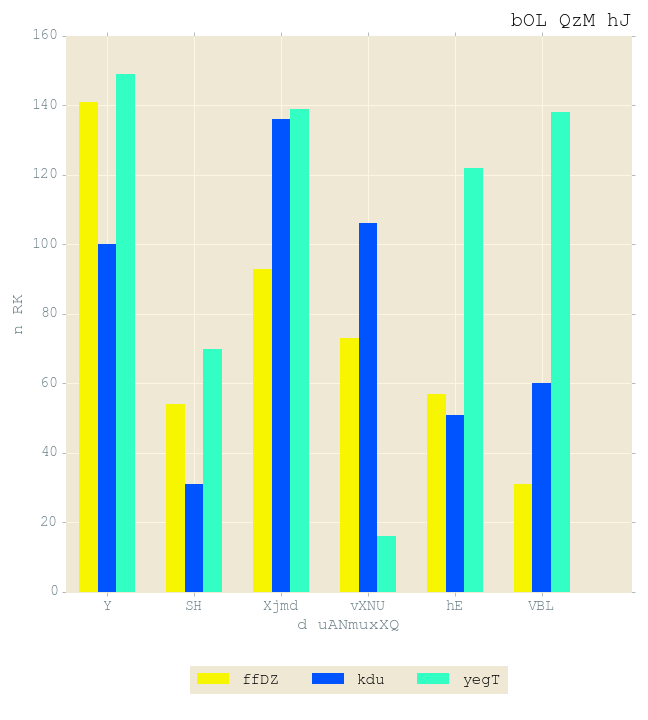 bOL QzM hJ
160
140
120
100
80
60
40
20
0
n RK
Y SH Xjmd vXNU hE VBL
d uANmuxXQ
ffDZ kdu yegT